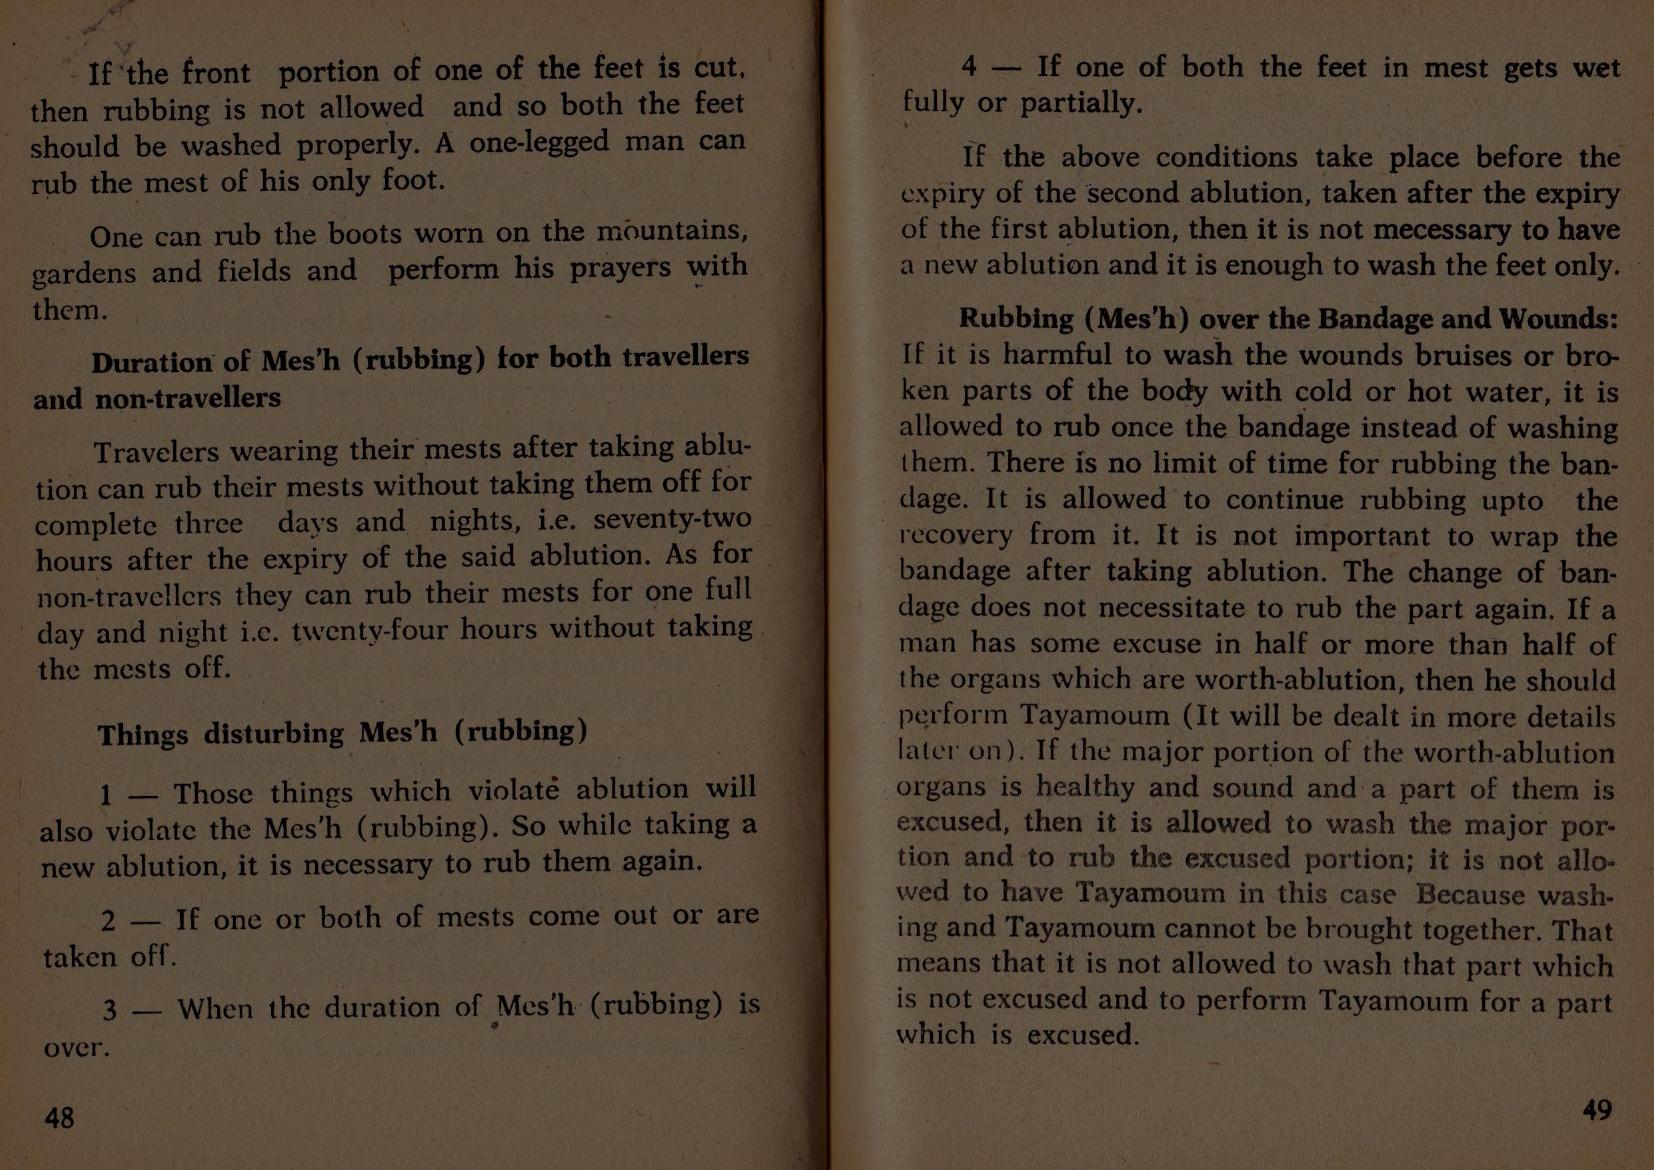 If the front portion of one of the feet is cut,
then rubbing is not allowed and so both the feet
should be washed properly. A one-legged man can
rub the mest of his only foot.
One can rub the boots worn on the mountains,
gardens and fields and perform his prayers with
them.
Duration of Mes'h (rubbing) for both travellers
and non-travellers
Travelers wearing their mests after taking ablu-
tion can rub their mests without taking them off for
complete three days and nights, i.e. seventy-two
hours after the expiry of the said ablution. As for
non-travellers they can rub their mests for one full
day and night i.e. twenty-four hours without taking
the mests off.
Things disturbing Mes'h (rubbing)
1 — Those things which violate ablution will
also violate the Mes'h (rubbing). So while taking a
new ablution, it is necessary to rub them again.
2 — If one or both of mests come out or are
taken off.
3 — When the duration of Mes'h (rubbing) is
over.
48
4 — If one of both the feet in mest gets wet
fully or partially.
If the above conditions take place before the
expiry of the second ablution, taken after the expiry
of the first ablution, then it is not mecessary to have
a new ablution and it is enough to wash the feet only.
Rubbing (Mes'h) over the Bandage and Wounds:
If it is harmful to wash the wounds bruises or bro-
ken parts of the body with cold or hot water, it is
allowed to rub once the bandage instead of washing
them. There is no limit of time for rubbing the ban-
dage. It is allowed to continue rubbing upto the
recovery from it. It is not important to wrap the
bandage after taking ablution. The change of ban-
dage does not necessitate to rub the part again. If a
man has some excuse in half or more than half of
the organs which are worth-ablution, then he should
perform Tayamoum (It will be dealt in more details
later on). If the major portion of the worth-ablution
organs is healthy and sound and a part of them is
excused, then it is allowed to wash the major por-
tion and to rub the excused portion; it is not allo-
wed to have Tayamoum in this case Because wash-
ing and Tayamoum cannot be brought together. That
means that it is not allowed to wash that part which
is not excused and to perform Tayamoum for a part
which is excused.
49